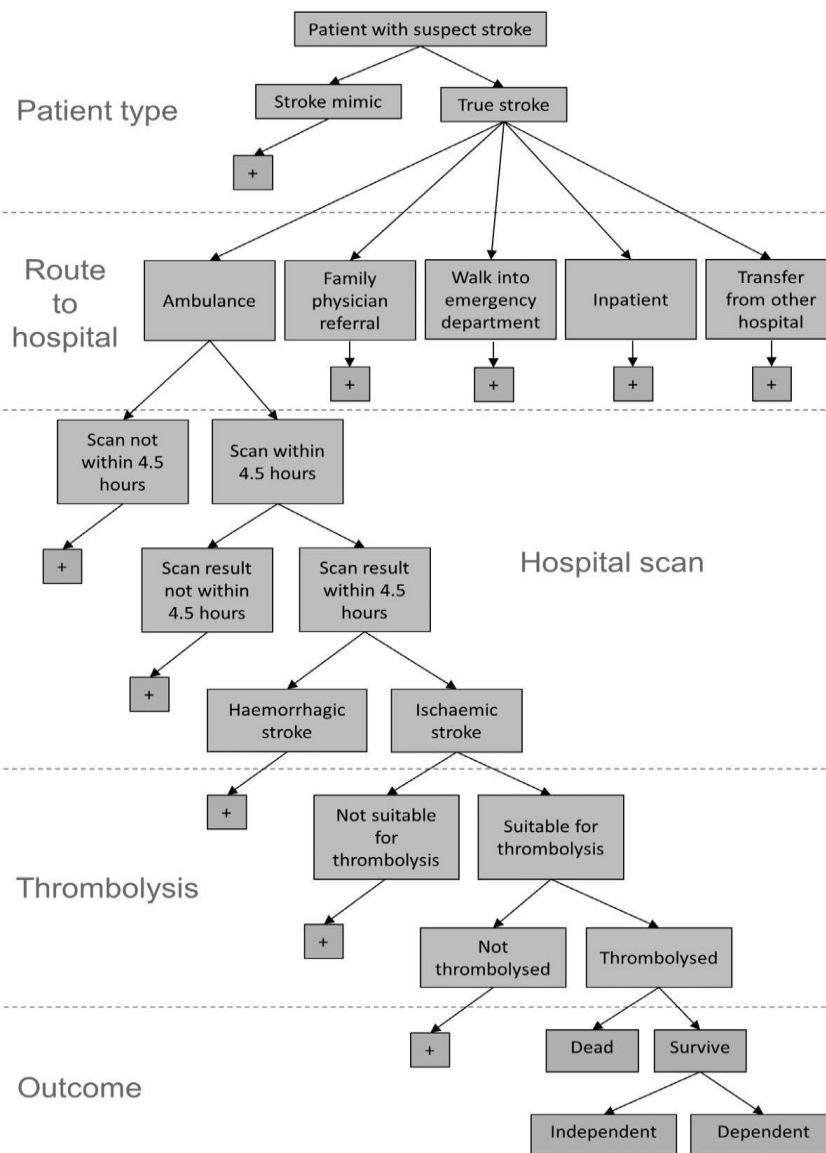 Patient with suspect stroke
Patient type
Stroke mimic
True stroke
+
Route
to
hospital
Ambulance
Family
physician
referral
Walk into
emergency
department
Inpatient
Transfer
from other
hospital
+
+
+
+
Scan not
within 4.5
hours
Scan within
4.5 hours
+
Hospital scan
Scan result
not within
4.5 hours
Scan result
within 4.5
hours
+
Haemorrhagic
stroke
Ischaemic
stroke
+
Thrombolysis
Not suitable
for
thrombolysis
Suitable for
thrombolysis
+
Not
thrombolysed
Thrombolysed
+
Outcome
Dead
Survive
Independent
Dependent